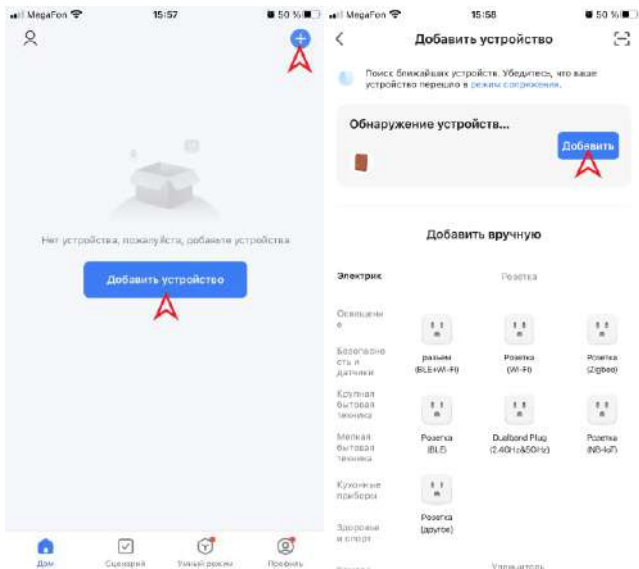 MegaFon 15:57 50 %
Нет устройства, пожалуйста, добавьте устройства
Добавить устройство
Дом Сценарий Умный режим Профиль
MegaFon 15:58 50 %
Добавить устройство
Поиск ближайших устройств. Убедитесь, что ваше
устройство перешло в режим сопряжения.
Обнаружение устройств...
Добавить
Добавить вручную
Электрик
Розетка
Освещени
е
Безопасно
сть и
датчики
Крупная
бытовая
техника
Мелкая
бытовая
техника
Кухонные
приборы
Здоровье
и спорт
разъем
(BLE+Wi-Fi)
Розетка
(Wi-Fi)
Розетка
(Zigbee)
Розетка
(BLE)
Dualband Plug
(2.4GHz&5GHz)
Розетка
(NB-IoT)
Розетка
(другое)
Удлинитель